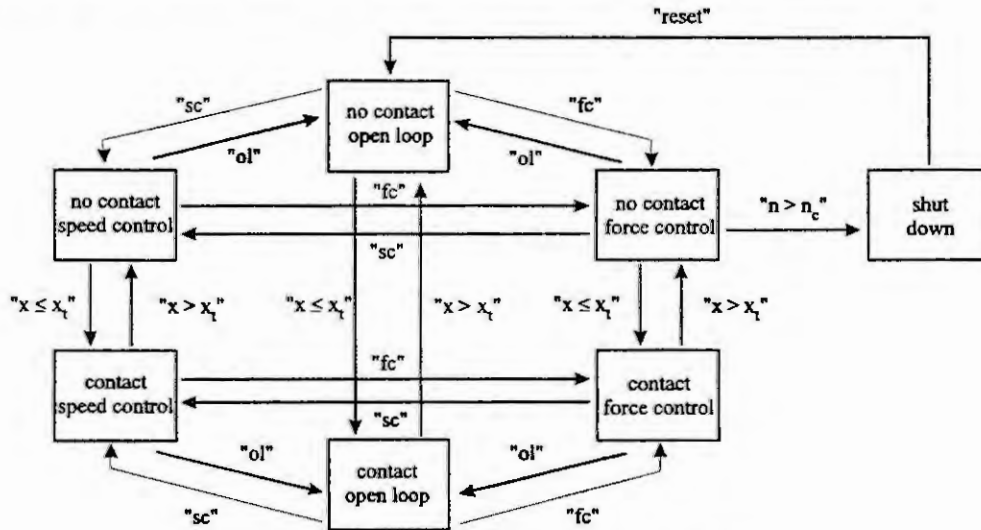 "reset"
"sc"
no contact
open loop
"fc"
"ol"
"ol"
no contact
speed control
"fc"
"sc"
no contact
force control
"n > n_c"
shut
down
"x ≤ x_t"
"x > x_t"
"x ≤ x_t"
"x > x_t"
"x ≤ x_t"
"x > x_t"
contact
speed control
"fc"
"sc"
contact
force control
"ol"
contact
open loop
"ol"
"sc"
"fc"